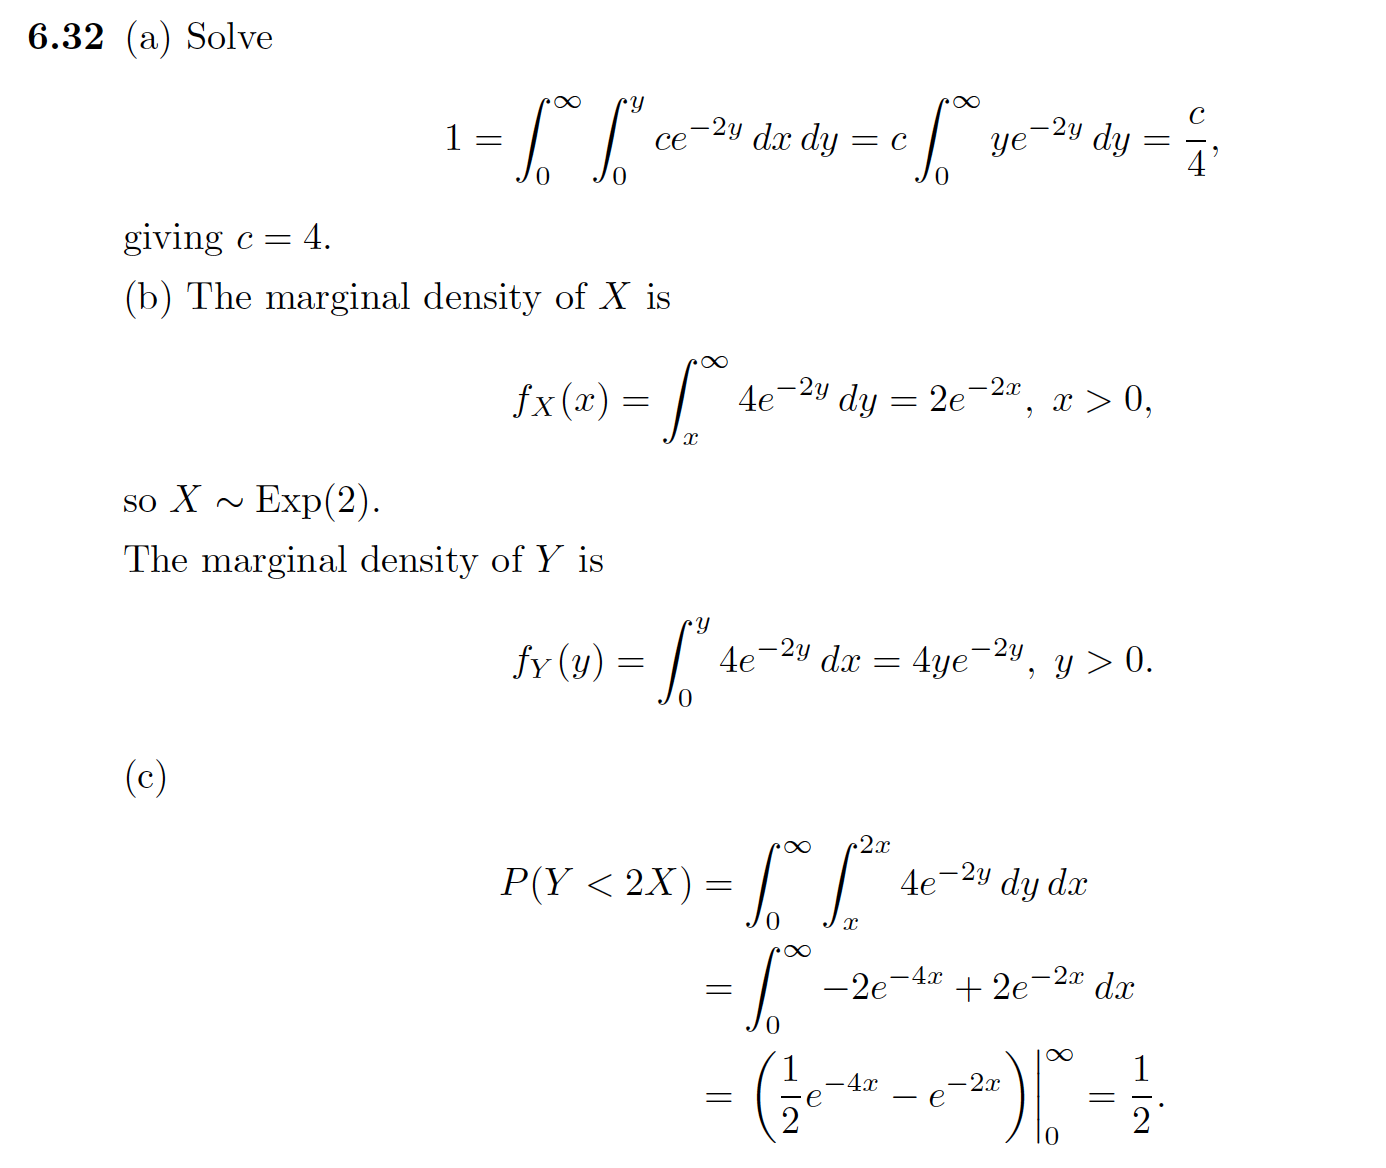 6.32 (a) Solve
1 = ∫_0^∞ ∫_0^y ce^{−2y} dx dy = c ∫_0^∞ ye^{−2y} dy = c/4,
giving c = 4.
(b) The marginal density of X is
f_X(x) = ∫_x^∞ 4e^{−2y} dy = 2e^{−2x}, x > 0,
so X ∼ Exp(2).
The marginal density of Y is
f_Y(y) = ∫_0^y 4e^{−2y} dx = 4ye^{−2y}, y > 0.
(c)
P(Y < 2X) = ∫_0^∞ ∫_x^{2x} 4e^{−2y} dy dx
= ∫_0^∞ −2e^{−4x} + 2e^{−2x} dx
= (1/2 e^{−4x} − e^{−2x})|_0^∞ = 1/2.